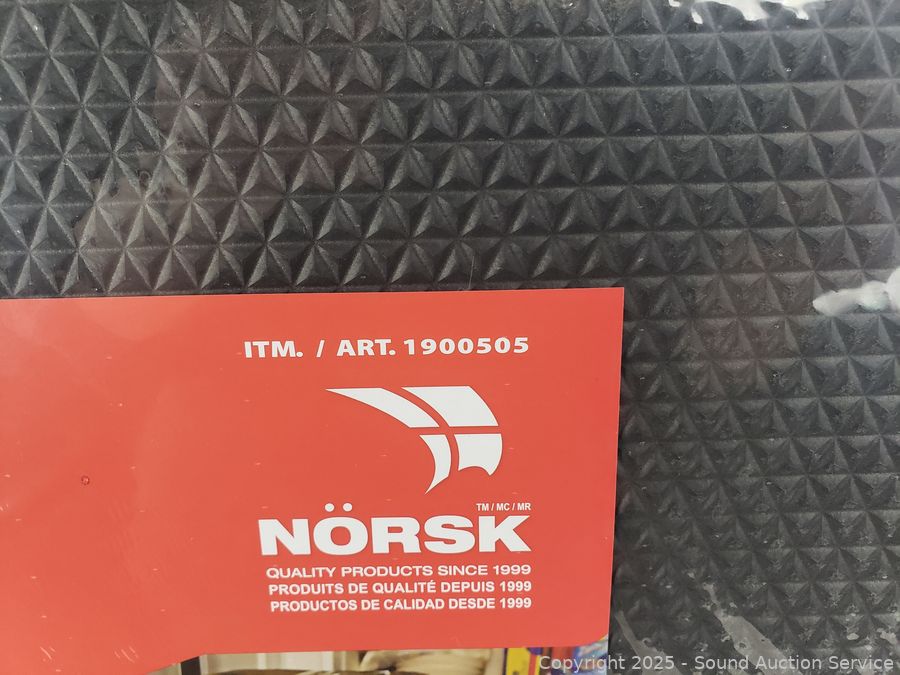 ITM. / ART. 1900505
TM / MC / MR
NÖRSK
QUALITY PRODUCTS SINCE 1999
PRODUITS DE QUALITÉ DEPUIS 1999
PRODUCTOS DE CALIDAD DESDE 1999
Copyright 2025 - Sound Auction Service